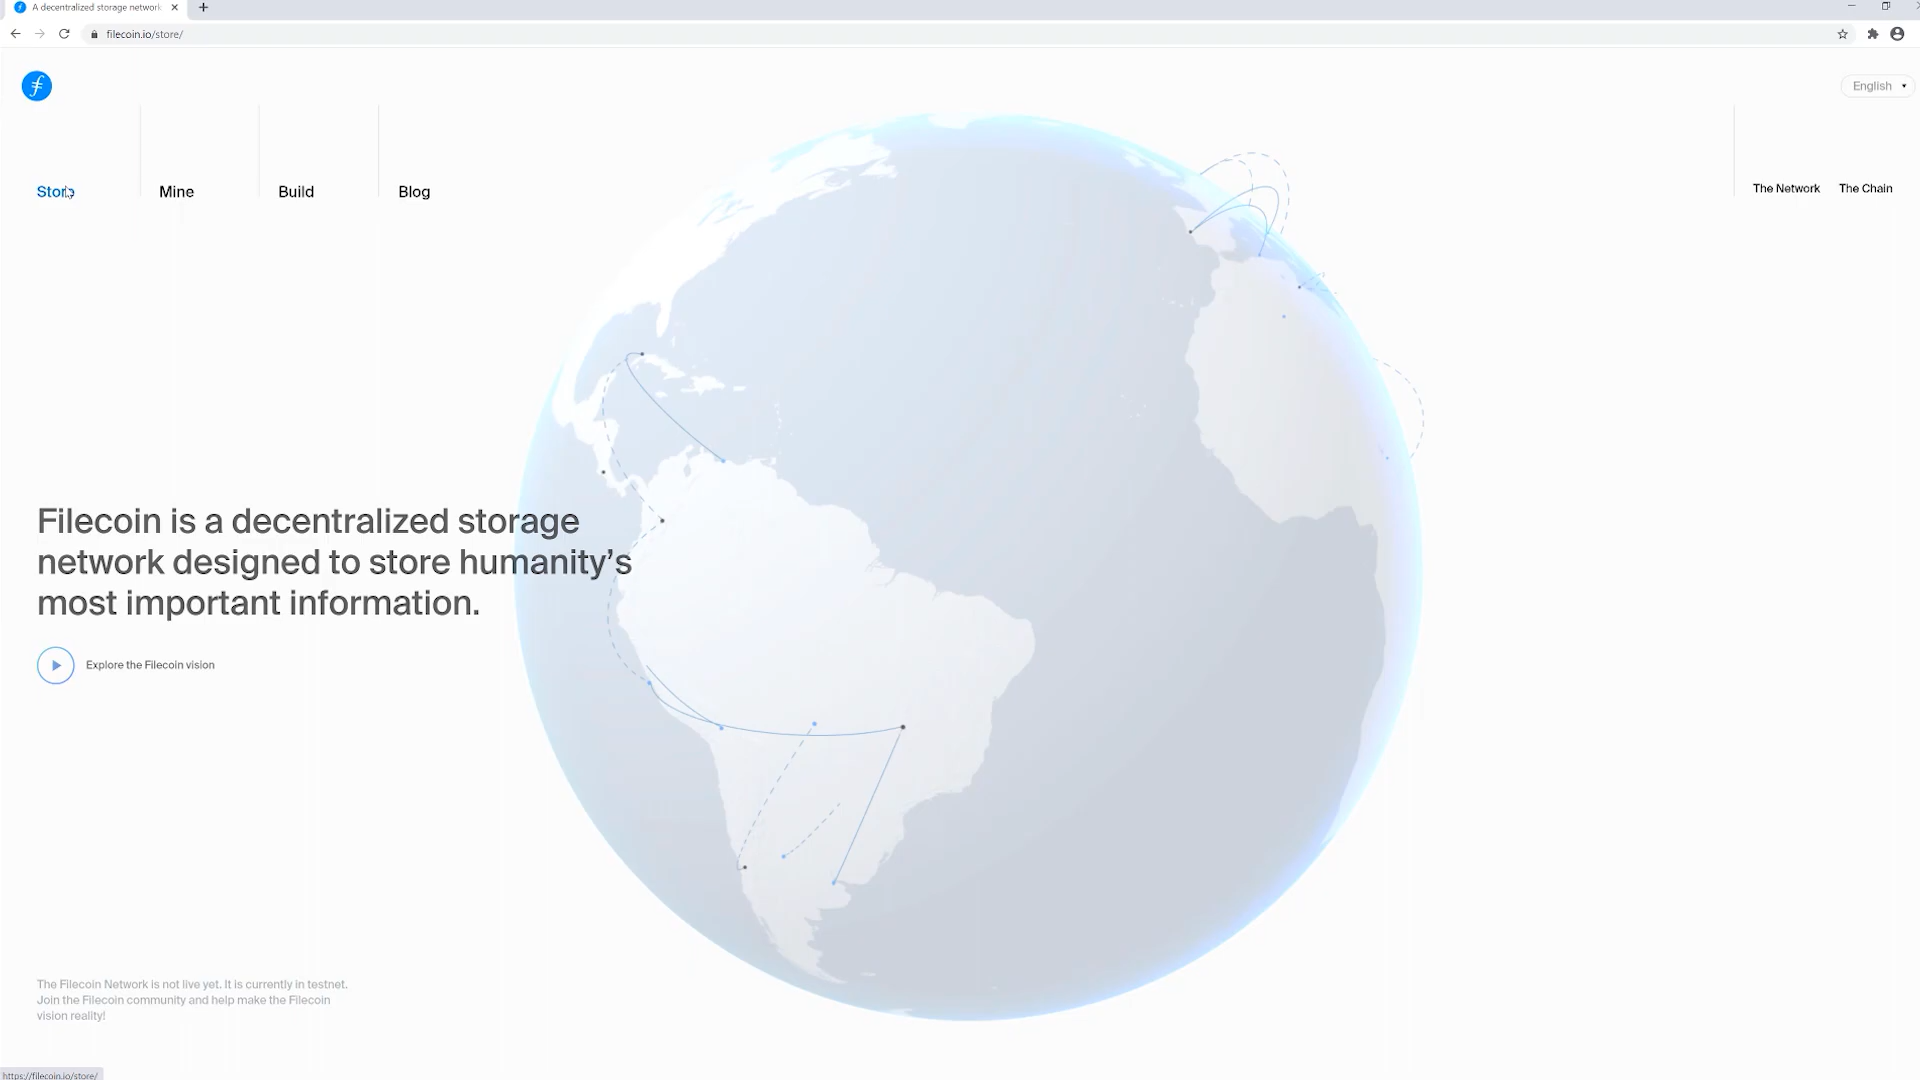 A decentralized storage network
filecoin.io/store/
English
Store
Mine
Build
Blog
The Network
The Chain
Filecoin is a decentralized storage
network designed to store humanity's
most important information.
Explore the Filecoin vision
The Filecoin Network is not live yet. It is currently in testnet.
Join the Filecoin community and help make the Filecoin
vision reality!
https://filecoin.io/store/